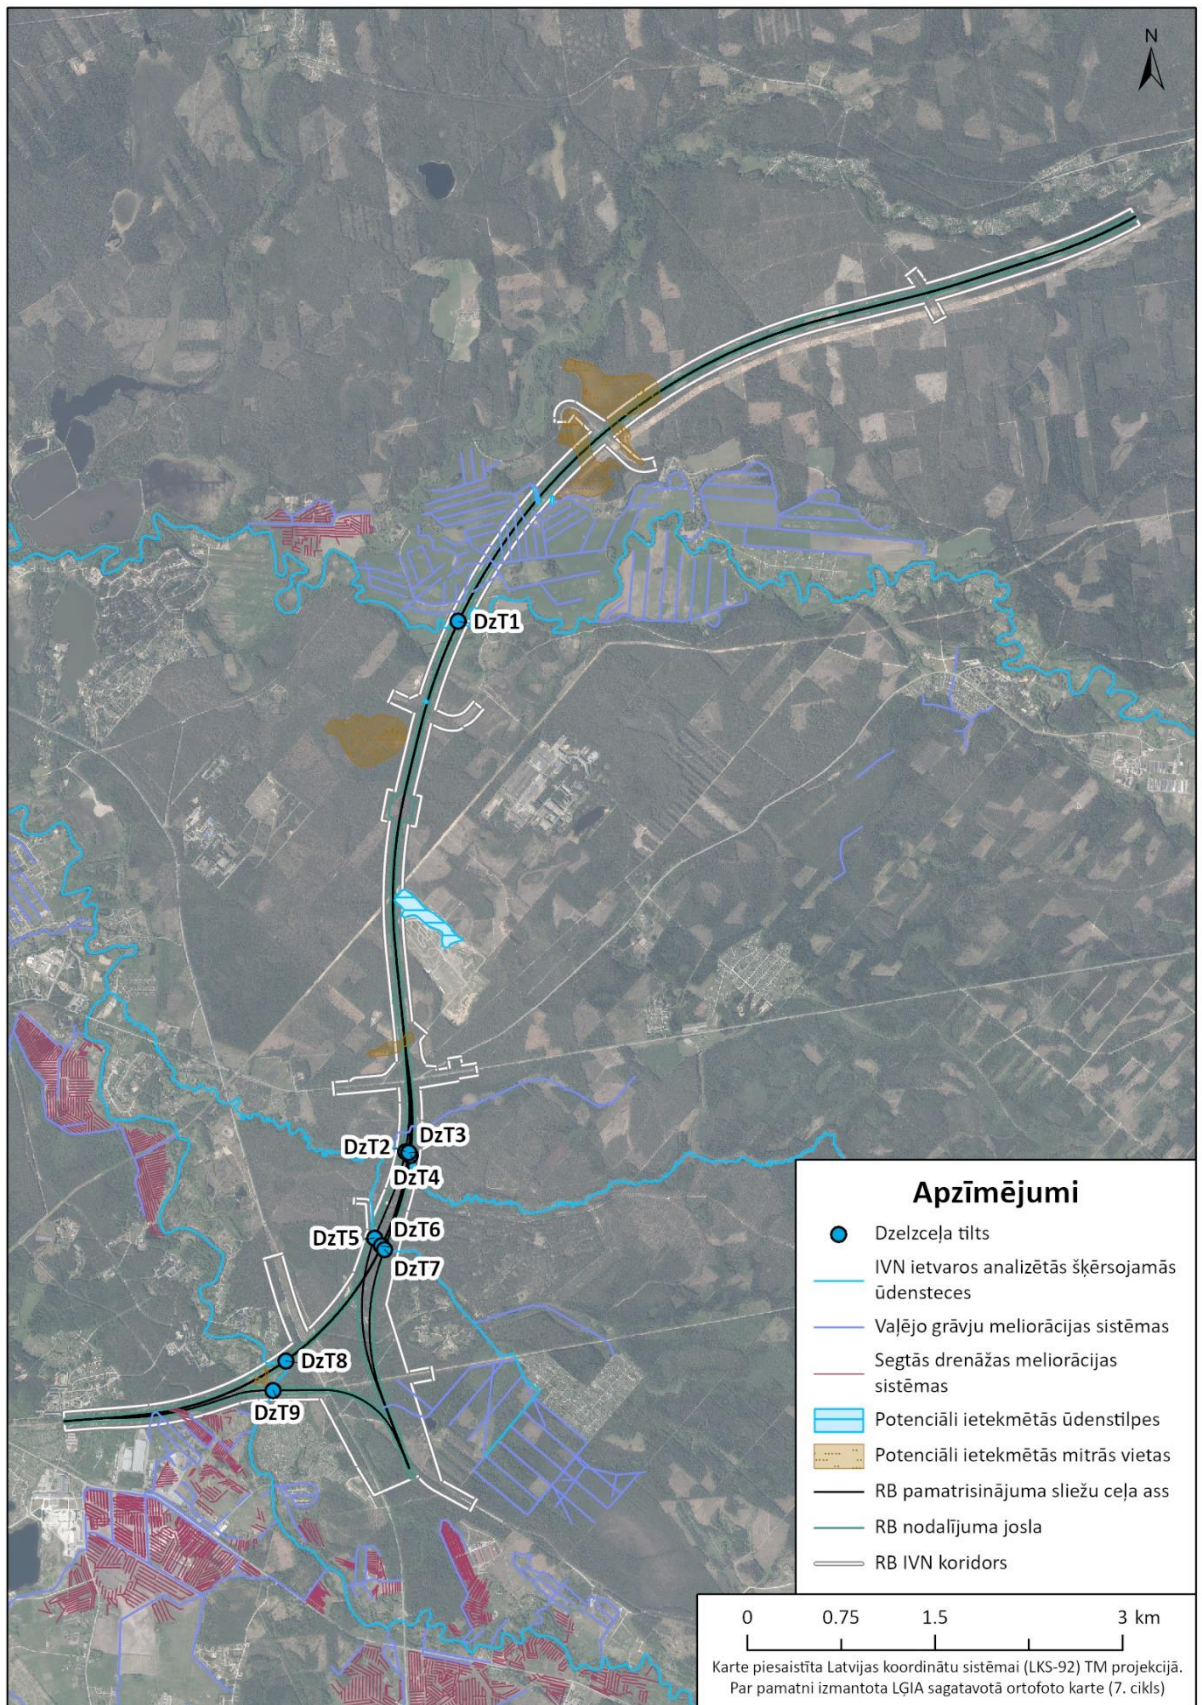 N
DzT1
DzT3
DzT2
DzT4
DzT6
DzT5
DzT7
DzT8
DzT9
Apzīmējumi
Dzelzceļa tilts
IVN ietvaros analizētās šķērsojamās
ūdensteces
Vaļējo grāvju meliorācijas sistēmas
Segtās drenāžas meliorācijas
sistēmas
Potenciāli ietekmētās ūdenstilpes
Potenciāli ietekmētās mitrās vietas
RB pamatrisinājuma sliežu ceļa ass
RB nodalījuma josla
RB IVN koridors
0 0.75 1.5 3 km
Karte piesaistīta Latvijas koordinātu sistēmai (LKS-92) TM projekcijā.
Par pamatni izmantota LĢIA sagatavotā ortofoto karte (7. cikls)